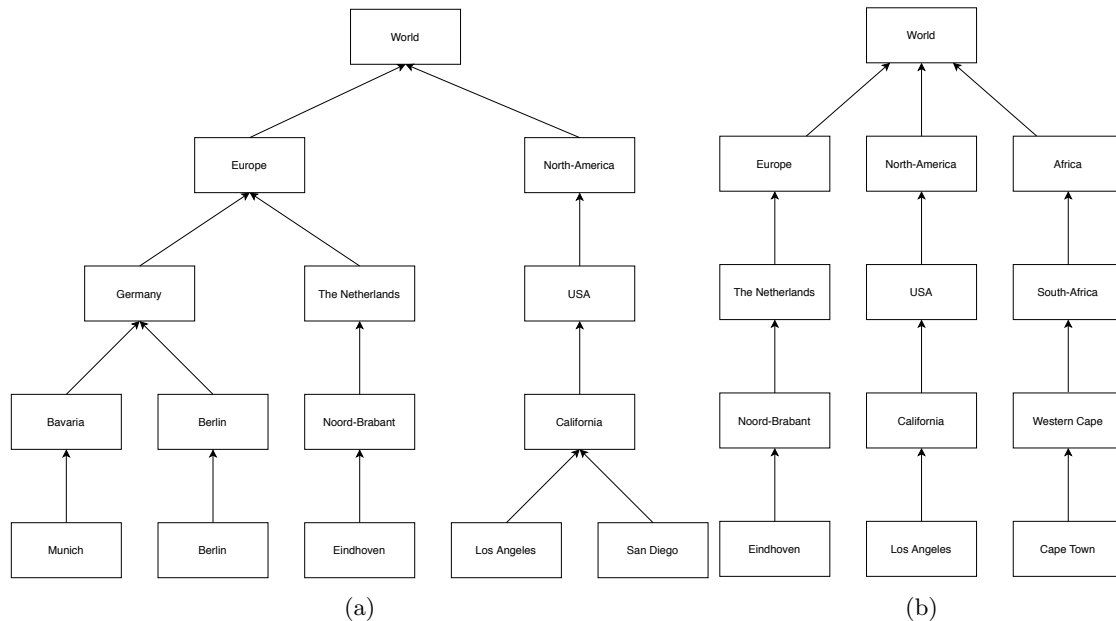 World
World
Europe
North-America
Europe
North-America
Africa
Germany
The Netherlands
USA
The Netherlands
USA
South-Africa
Bavaria
Berlin
Noord-Brabant
California
Noord-Brabant
California
Western Cape
Munich
Berlin
Eindhoven
Los Angeles
San Diego
Eindhoven
Los Angeles
Cape Town
(a)
(b)